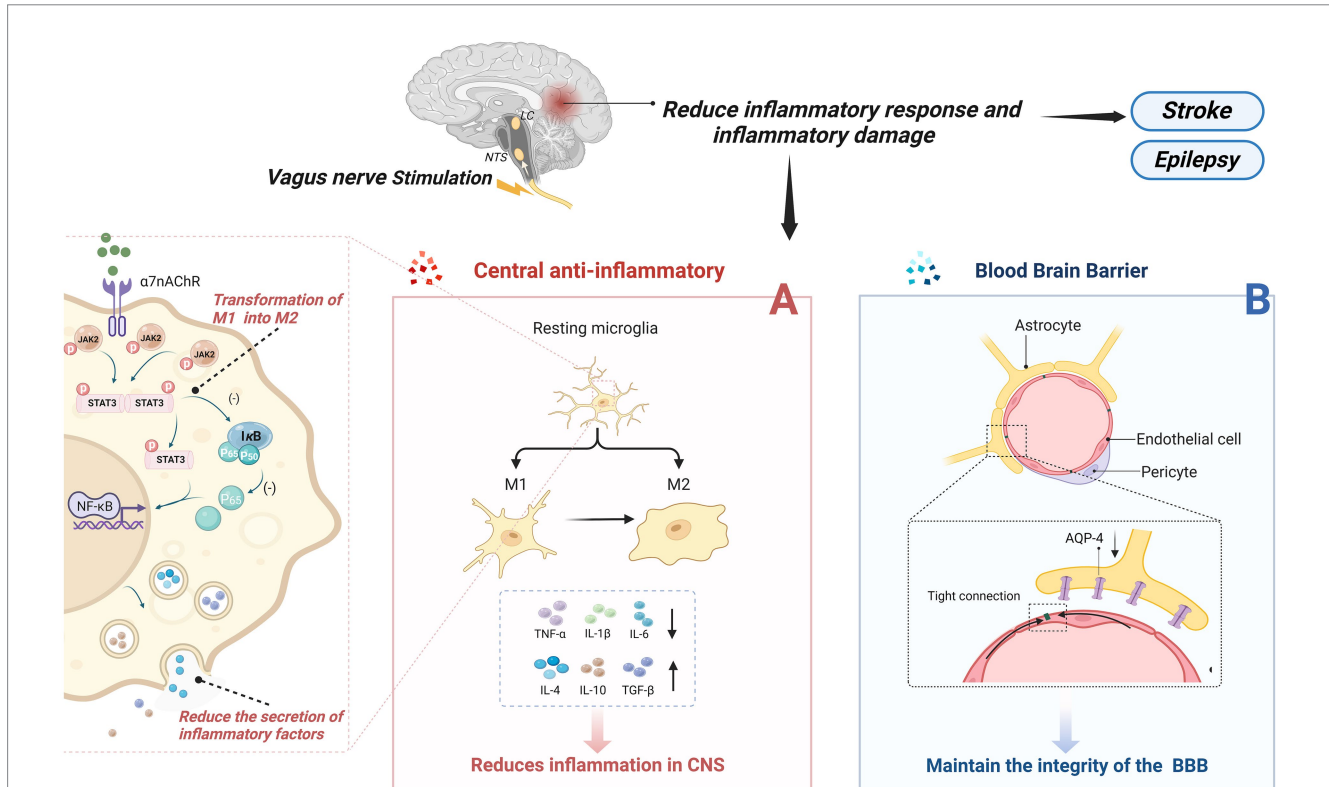 LC
Reduce inflammatory response and
inflammatory damage
Stroke
Epilepsy
NTS
Vagus nerve Stimulation
α7nAChR
Transformation of
M1 into M2
JAK2
P
JAK2
P
JAK2
P
P
P
STAT3
STAT3
(-)
IκB
P65
P50
P
STAT3
(-)
P65
NF-κB
Reduce the secretion of
inflammatory factors
Central anti-inflammatory
A
Resting microglia
M1
M2
TNF-α
IL-1β
IL-6
IL-4
IL-10
TGF-β
Reduces inflammation in CNS
Blood Brain Barrier
B
Astrocyte
Endothelial cell
Pericyte
AQP-4
Tight connection
Maintain the integrity of the BBB